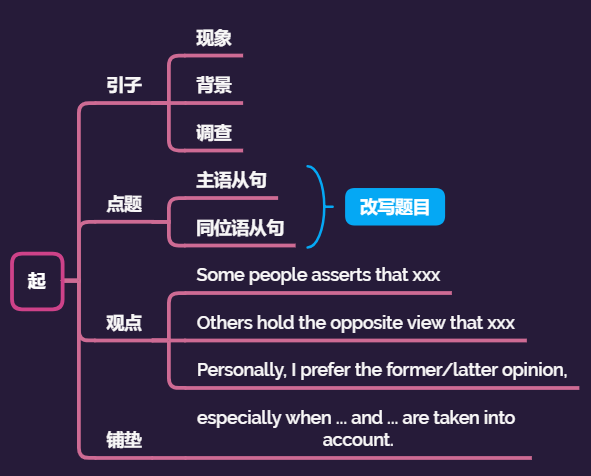 起
引子
现象
背景
调查
点题
主语从句
同位语从句
改写题目
观点
Some people asserts that xxx
Others hold the opposite view that xxx
Personally, I prefer the former/latter opinion,
铺垫
especially when ... and ... are taken into
account.